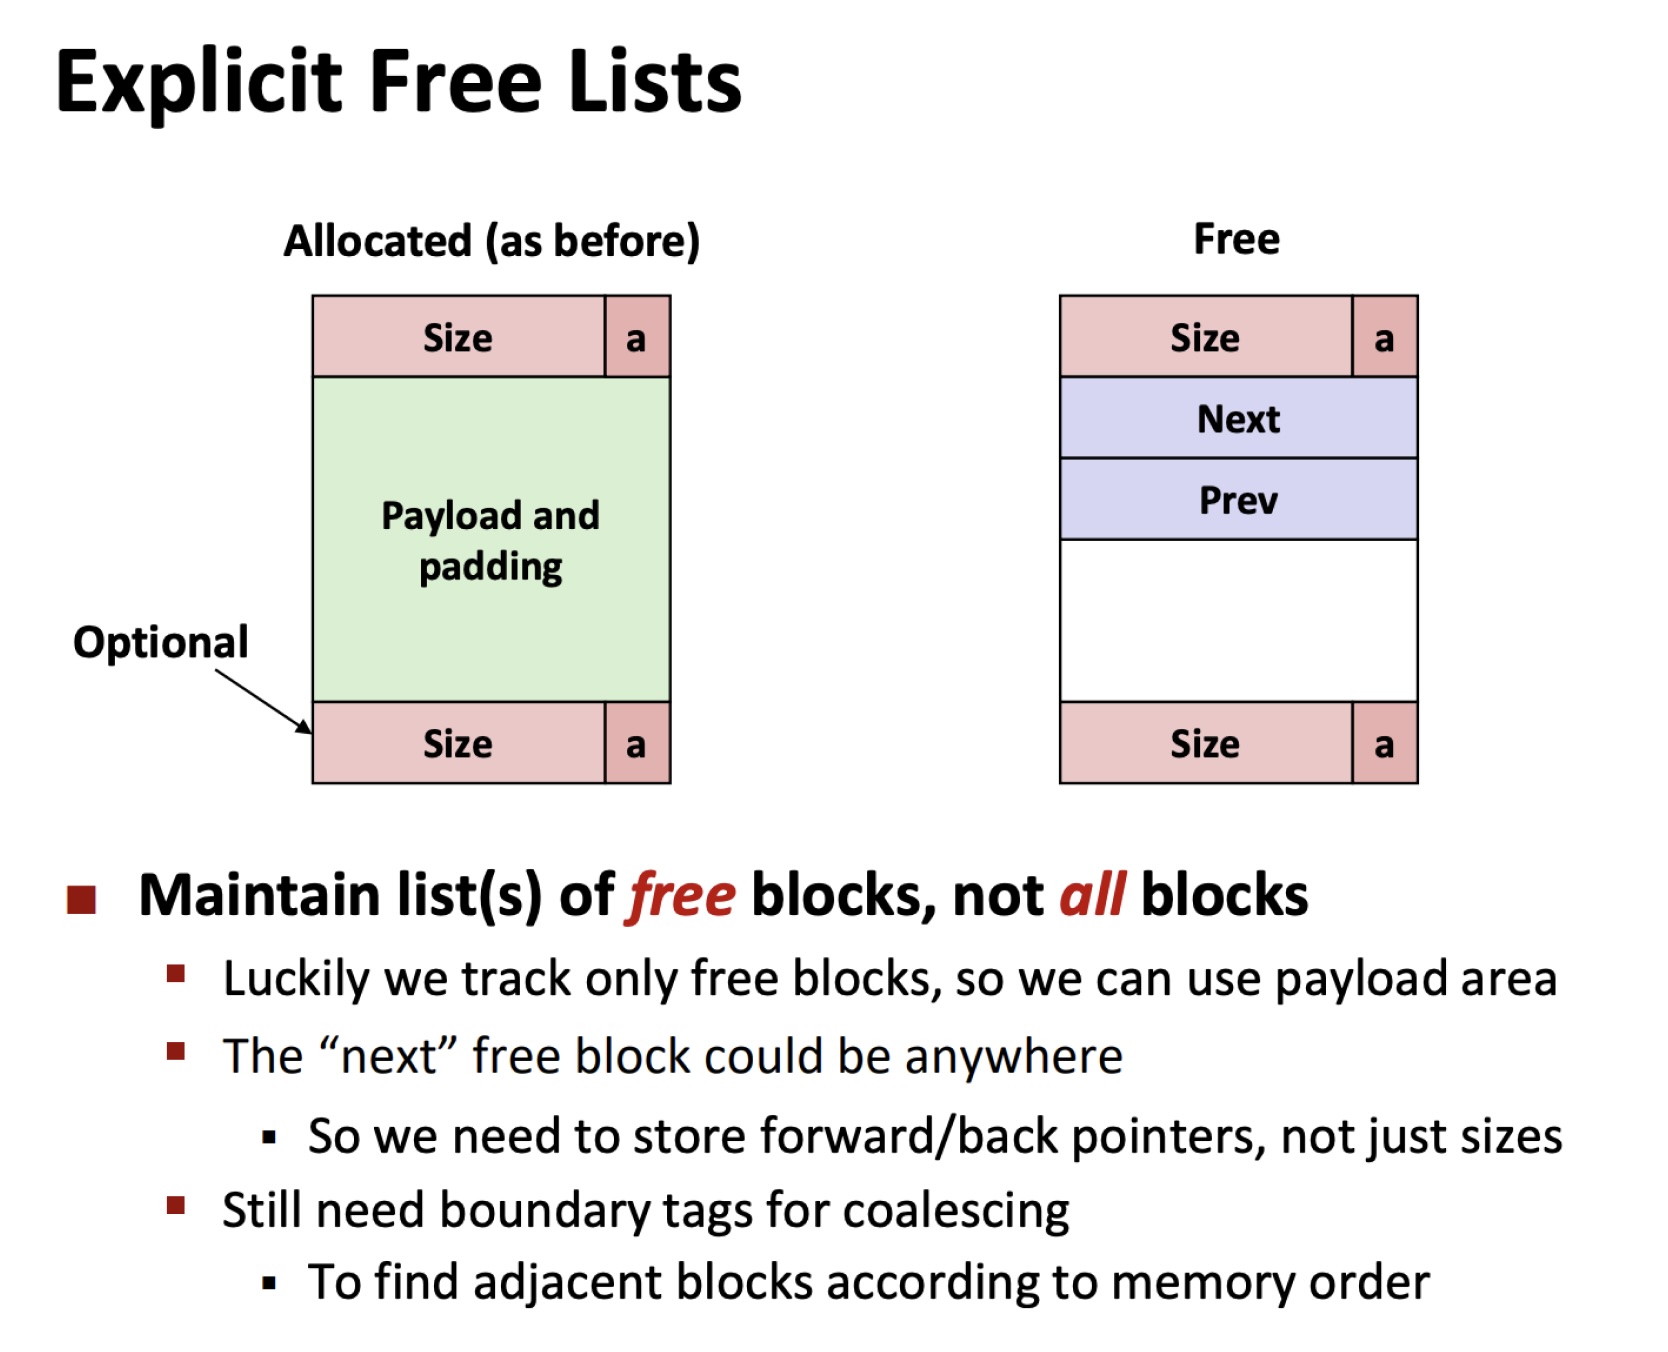 Explicit Free Lists
Allocated (as before)
Free
Size a
Payload and
padding
Optional
Size a
Size a
Next
Prev
Size a
Maintain list(s) of free blocks, not all blocks
Luckily we track only free blocks, so we can use payload area
The “next” free block could be anywhere
So we need to store forward/back pointers, not just sizes
Still need boundary tags for coalescing
To find adjacent blocks according to memory order